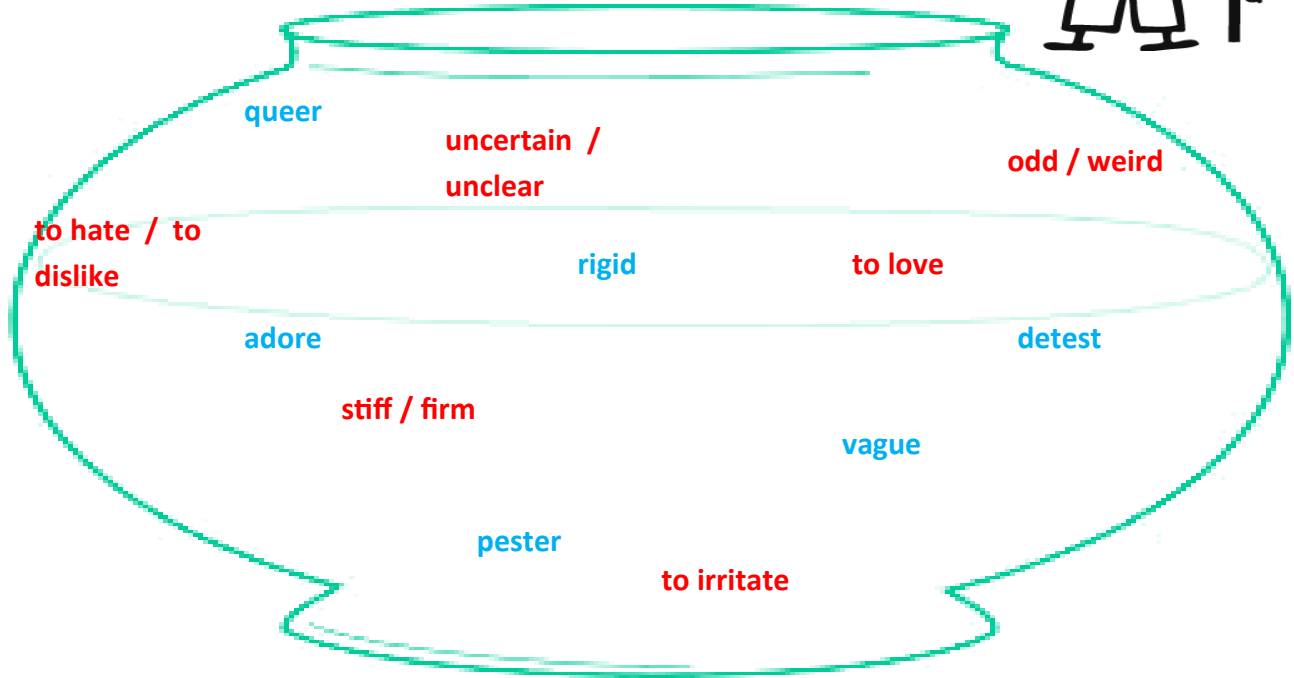 queer
uncertain /
unclear
odd / weird
to hate / to
dislike
rigid
to love
adore
detest
stiff / firm
vague
pester
to irritate